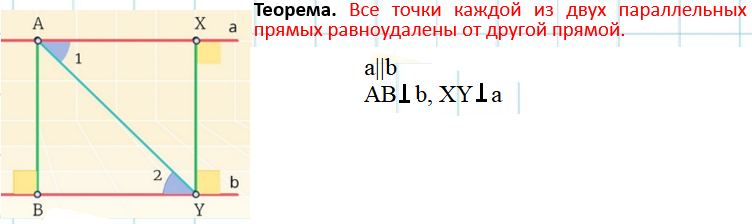 Теорема. Все точки каждой из двух параллельных
прямых равноудалены от другой прямой.
A X a
1
a||b
AB⊥b, XY⊥a
2 b
B Y